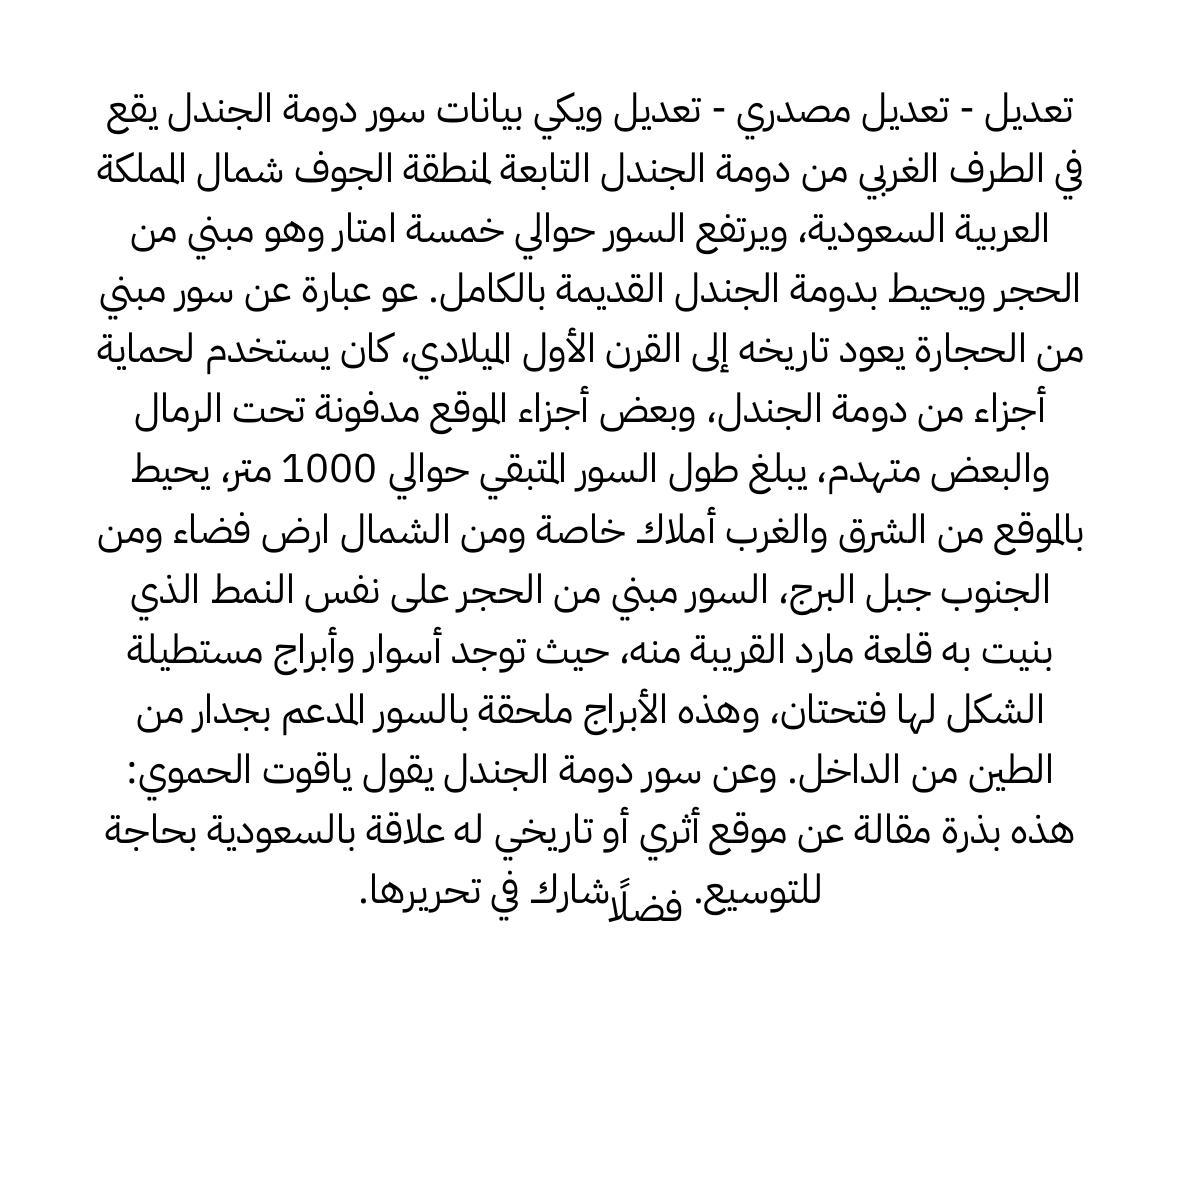 تعديل - تعديل مصدري - تعديل ويكي بيانات سور دومة الجندل يقع
في الطرف الغربي من دومة الجندل التابعة لمنطقة الجوف شمال المملكة
العربية السعودية، ويرتفع السور حوالي خمسة امتار وهو مبني من
الحجر ويحيط بدومة الجندل القديمة بالكامل. عو عبارة عن سور مبني
من الحجارة يعود تاريخه إلى القرن الأول الميلادي، كان يستخدم لحماية
أجزاء من دومة الجندل، وبعض أجزاء الموقع مدفونة تحت الرمال
والبعض متهدم، يبلغ طول السور المتبقي حوالي 1000 متر، يحيط
بالموقع من الشرق والغرب أملاك خاصة ومن الشمال ارض فضاء ومن
الجنوب جبل البرج، السور مبني من الحجر على نفس النمط الذي
بنيت به قلعة مارد القريبة منه، حيث توجد أسوار وأبراج مستطيلة
الشكل لها فتحتان، وهذه الأبراج ملحقة بالسور المدعم بجدار من
الطين من الداخل. وعن سور دومة الجندل يقول ياقوت الحموي:
هذه بذرة مقالة عن موقع أثري أو تاريخي له علاقة بالسعودية بحاجة
للتوسيع. فضلًا شارك في تحريرها.